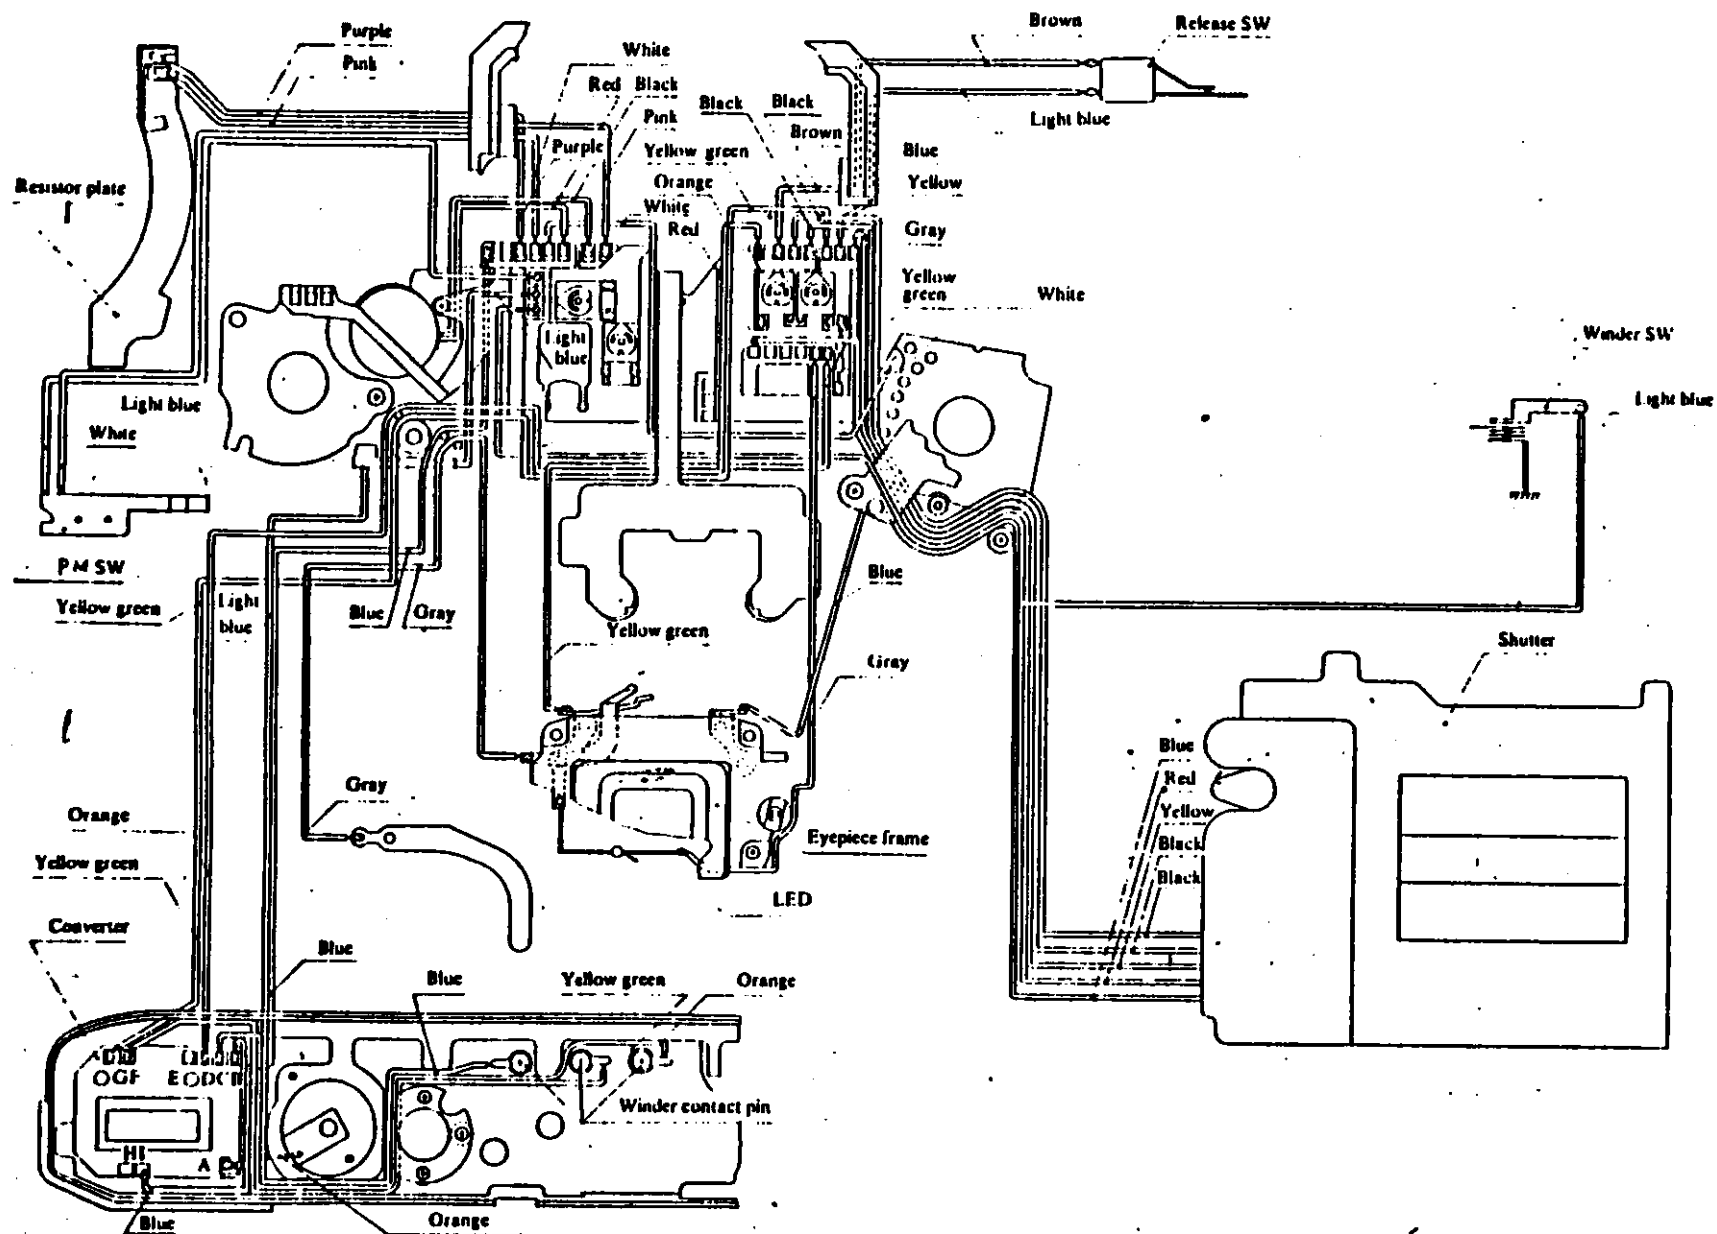 Purple
Pink
White
Red
Black
Pink
Purple
Black
Black
Brown
Yellow green
Orange
White
Red
Brown
Release SW
Light blue
Blue
Yellow
Gray
Yellow
green
White
Resistor plate
Light
blue
Winder SW
Light blue
Light blue
White
PM SW
Yellow green
Light
blue
Blue
Gray
Yellow green
Blue
Gray
Shutter
Gray
Orange
Yellow green
Converter
Eyepiece frame
LED
Blue
Red
Yellow
Black
Black
Blue
Blue
Yellow green
Orange
OGF
EODCB
HI
A
Winder contact pin
Blue
Orange